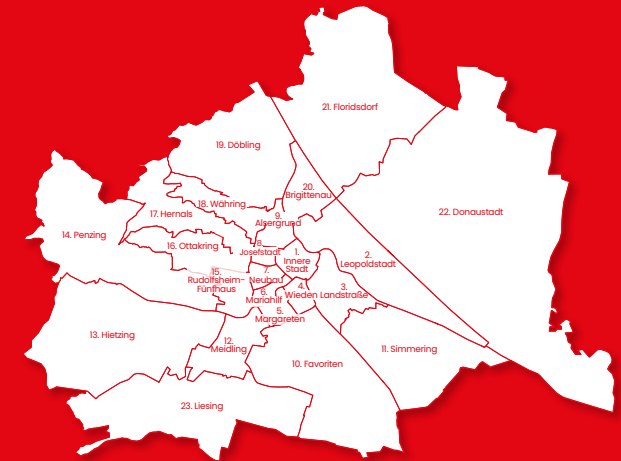 21. Floridsdorf
19. Döbling
20.
Brigittenau
18. Währing
17. Hernals
9.
Alsergrund
22. Donaustadt
14. Penzing
16. Ottakring
8.
Josefstadt
1.
Innere
Stadt
2.
Leopoldstadt
15.
Rudolfsheim-
Fünfhaus
7.
Neubau
6.
Mariahilf
4.
Wieden
3.
Landstraße
5.
Margareten
13. Hietzing
12.
Meidling
11. Simmering
10. Favoriten
23. Liesing